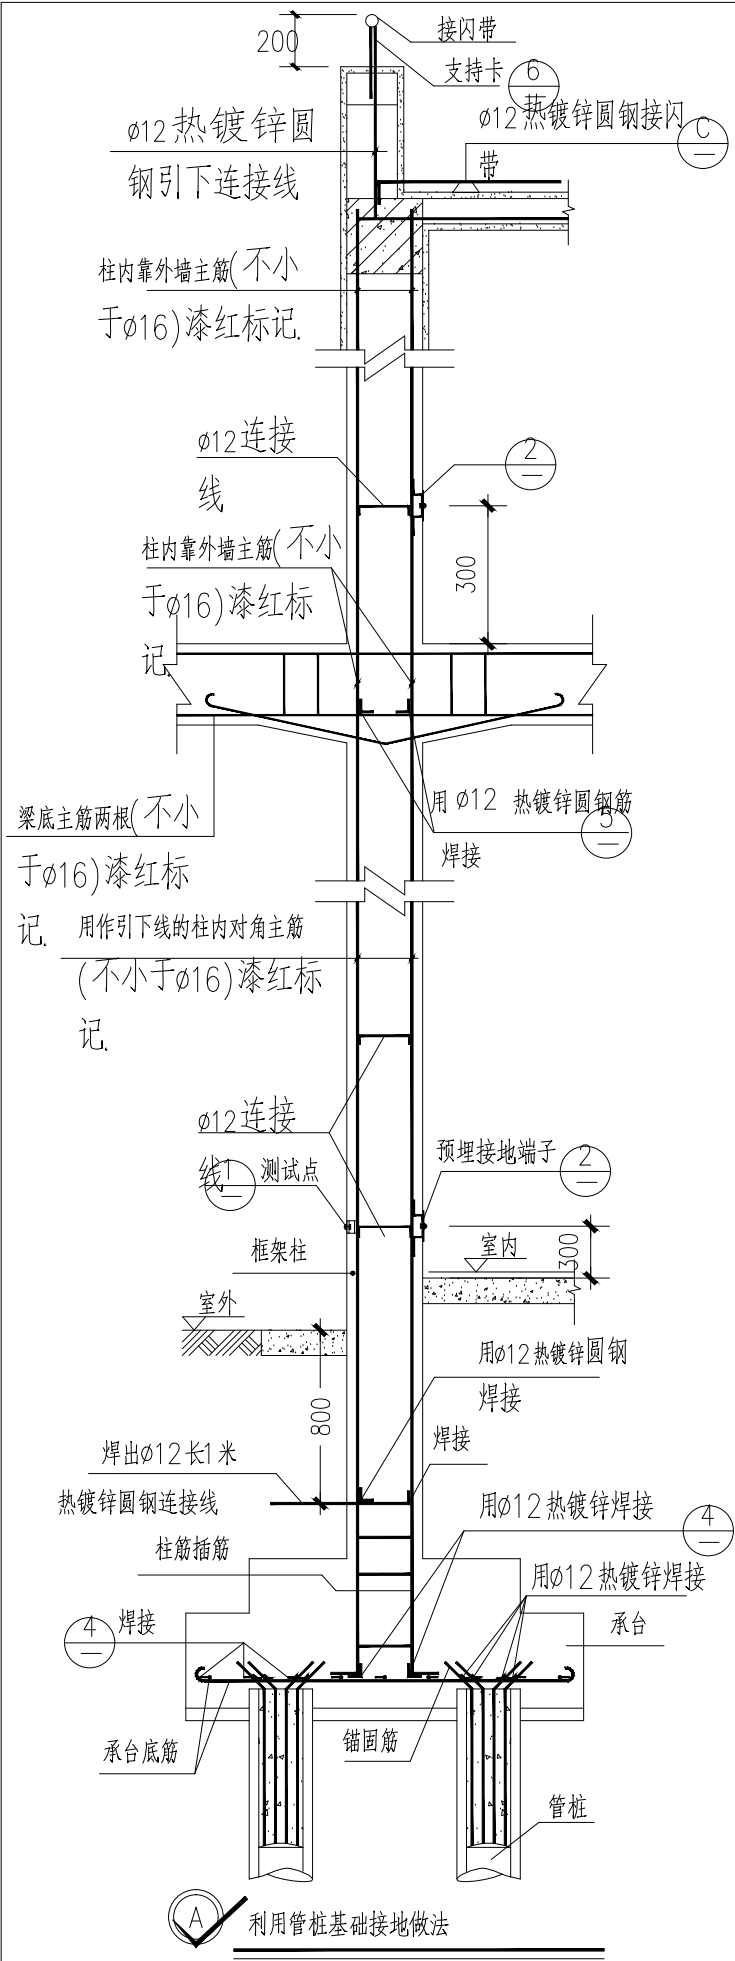 接闪带
200
支持卡
6
ø12热镀锌圆
钢引下连接线
ø12热镀锌圆钢接闪
带
C
柱内靠外墙主筋(不小
于ø16)漆红标记.
ø12连接
线
2
柱内靠外墙主筋(不小
于ø16)漆红标
记.
300
梁底主筋两根(不小
于ø16)漆红标
记.
用ø12 热镀锌圆钢筋
焊接
5
用作引下线的柱内对角主筋
(不小于ø16)漆红标
记.
ø12连接
线
1
测试点
预埋接地端子
2
框架柱
室内
300
室外
800
用ø12热镀锌圆钢
焊接
焊接
焊出ø12长1米
热镀锌圆钢连接线
用ø12热镀锌焊接
4
柱筋插筋
用ø12热镀锌焊接
4
焊接
承台
承台底筋
锚固筋
管桩
A
利用管桩基础接地做法